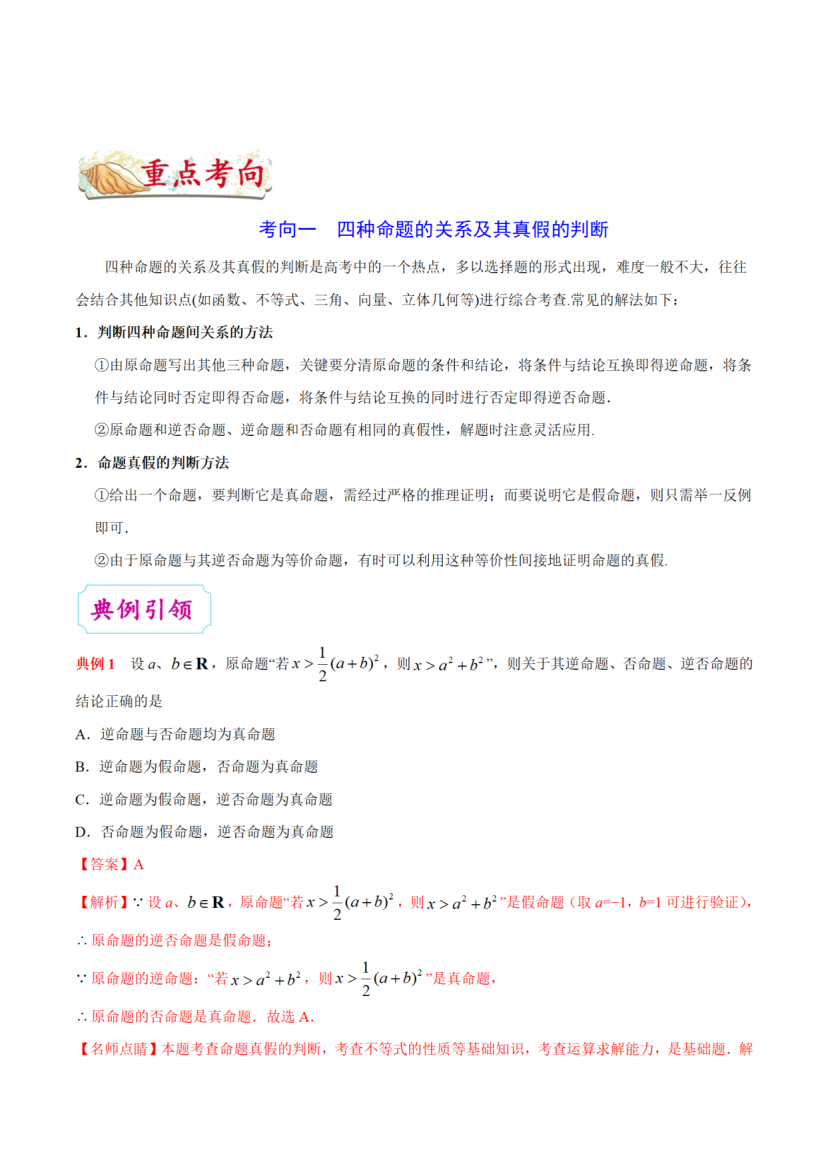 重点考向
考向一　四种命题的关系及其真假的判断
四种命题的关系及其真假的判断是高考中的一个热点，多以选择题的形式出现，难度一般不大，往往
会结合其他知识点(如函数、不等式、三角、向量、立体几何等)进行综合考查.常见的解法如下：
1．判断四种命题间关系的方法
①由原命题写出其他三种命题，关键要分清原命题的条件和结论，将条件与结论互换即得逆命题，将条
件与结论同时否定即得否命题，将条件与结论互换的同时进行否定即得逆否命题．
②原命题和逆否命题、逆命题和否命题有相同的真假性，解题时注意灵活应用.
2．命题真假的判断方法
①给出一个命题，要判断它是真命题，需经过严格的推理证明；而要说明它是假命题，则只需举一反例
即可．
②由于原命题与其逆否命题为等价命题，有时可以利用这种等价性间接地证明命题的真假.
典例引领
典例 1　设 a、b∈R，原命题“若 x > 1/2 (a+b)²，则 x > a² + b² ”，则关于其逆命题、否命题、逆否命题的
结论正确的是
A．逆命题与否命题均为真命题
B．逆命题为假命题，否命题为真命题
C．逆命题为假命题，逆否命题为真命题
D．否命题为假命题，逆否命题为真命题
【答案】A
【解析】∵ 设 a、b∈R，原命题“若 x > 1/2 (a+b)²，则 x > a² + b² ”是假命题（取 a=−1，b=1 可进行验证），
∴ 原命题的逆否命题是假命题；
∵ 原命题的逆命题：“若 x > a² + b²，则 x > 1/2 (a+b)² ”是真命题，
∴ 原命题的否命题是真命题．故选 A．
【名师点睛】本题考查命题真假的判断，考查不等式的性质等基础知识，考查运算求解能力，是基础题．解